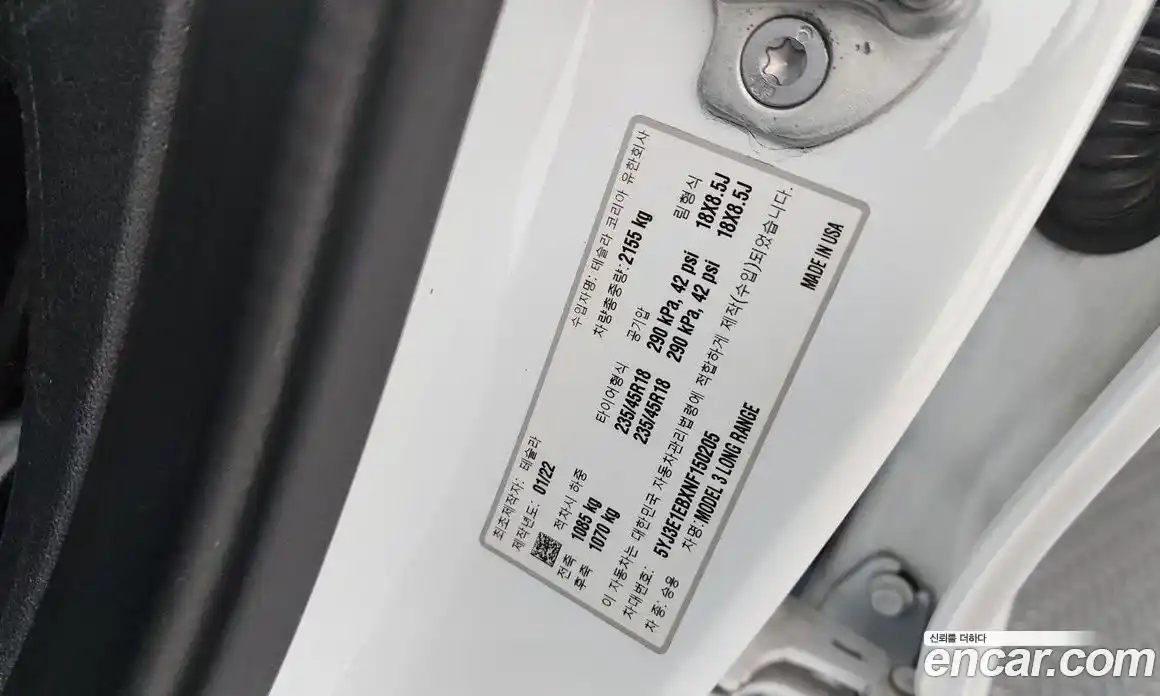 최초제작자: 테슬라 수입자명: 테슬라 코리아 유한회사
제작년도: 01/22 차량총중량: 2155 kg
적차시 하중 타이어형식 공기압 림형식
전축 1085 kg 235/45R18 290 kPa, 42 psi 18X8.5J
후축 1070 kg 235/45R18 290 kPa, 42 psi 18X8.5J
이 자동차는 대한민국 자동차관리법령에 적합하게 제작(수입)되었습니다.
차대번호: 5YJ3E1EBXNF150205
차 종: 승용 차명: MODEL 3 LONG RANGE MADE IN USA
신뢰를 더하다
encar.com